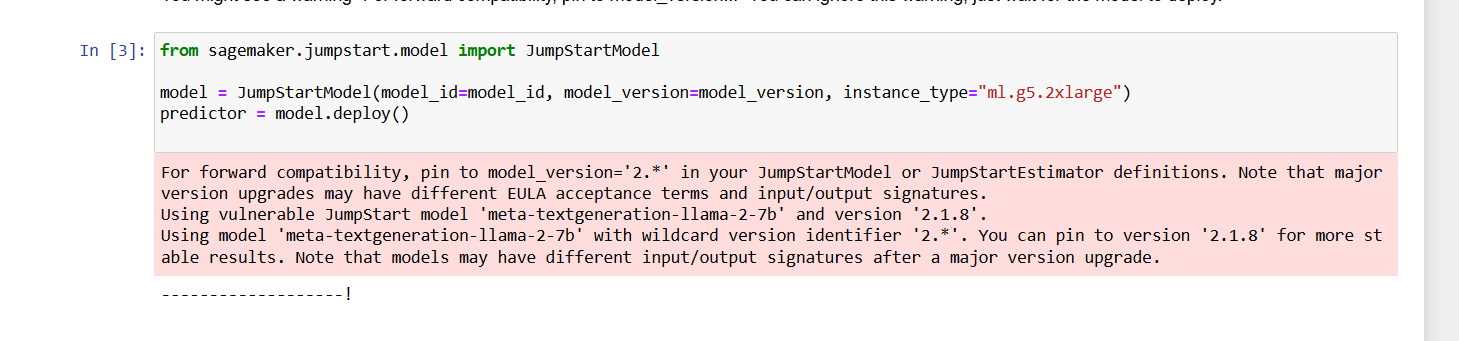 In [3]: from sagemaker.jumpstart.model import JumpStartModel
model = JumpStartModel(model_id=model_id, model_version=model_version, instance_type="ml.g5.2xlarge")
predictor = model.deploy()
For forward compatibility, pin to model_version='2.*' in your JumpStartModel or JumpStartEstimator definitions. Note that major
version upgrades may have different EULA acceptance terms and input/output signatures.
Using vulnerable JumpStart model 'meta-textgeneration-llama-2-7b' and version '2.1.8'.
Using model 'meta-textgeneration-llama-2-7b' with wildcard version identifier '2.*'. You can pin to version '2.1.8' for more st
able results. Note that models may have different input/output signatures after a major version upgrade.
-------------------!